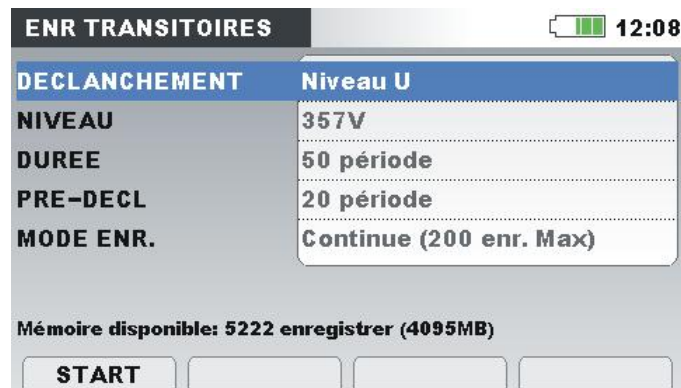 ENR TRANSITOIRES 12:08
DECLANCHEMENT Niveau U
NIVEAU 357V
DUREE 50 période
PRE-DECL 20 période
MODE ENR. Continue (200 enr. Max)
Mémoire disponible: 5222 enregistrer (4095MB)
START